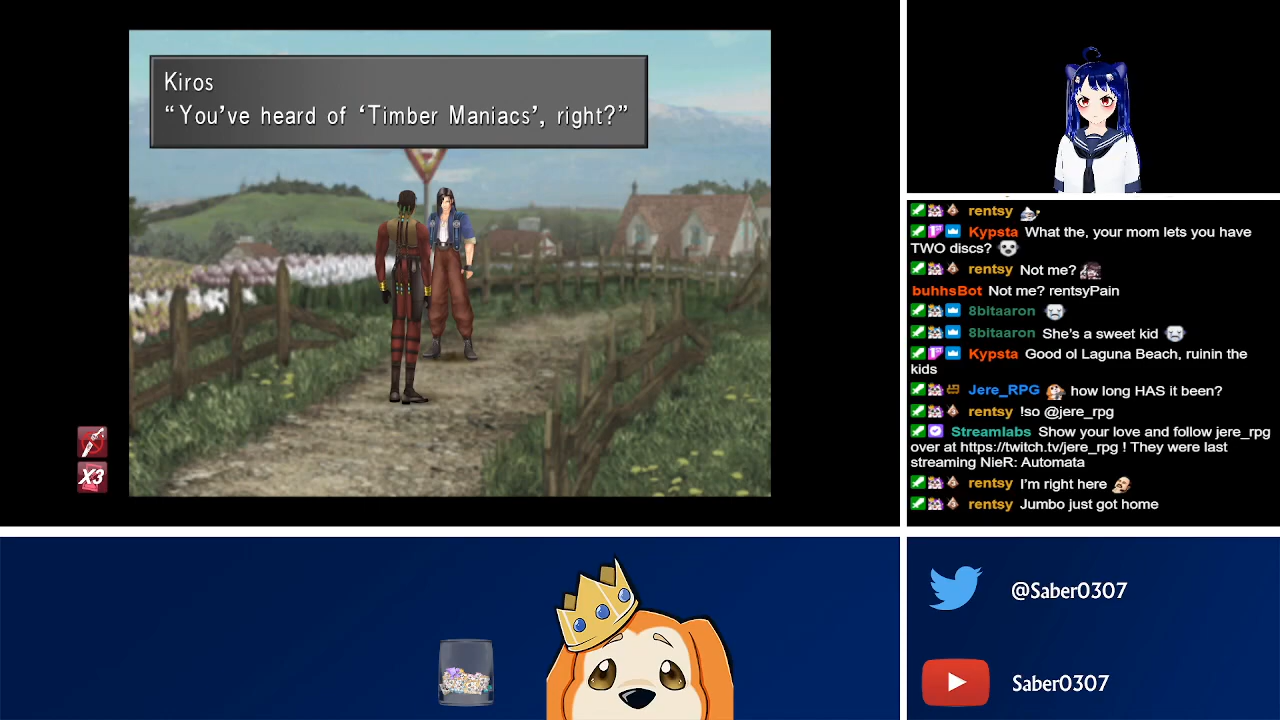 Kiros
“You’ve heard of ‘Timber Maniacs’, right?”
X3
rentsy
Kypsta What the, your mom lets you have
TWO discs?
rentsy Not me?
buhhsBot Not me? rentsyPain
8bitaaron
8bitaaron She's a sweet kid
Kypsta Good ol Laguna Beach, ruinin the
kids
Jere_RPG how long HAS it been?
rentsy !so @jere_rpg
Streamlabs Show your love and follow jere_rpg
over at https://twitch.tv/jere_rpg ! They were last
streaming NieR: Automata
rentsy I'm right here
rentsy Jumbo just got home
@Saber0307
Saber0307